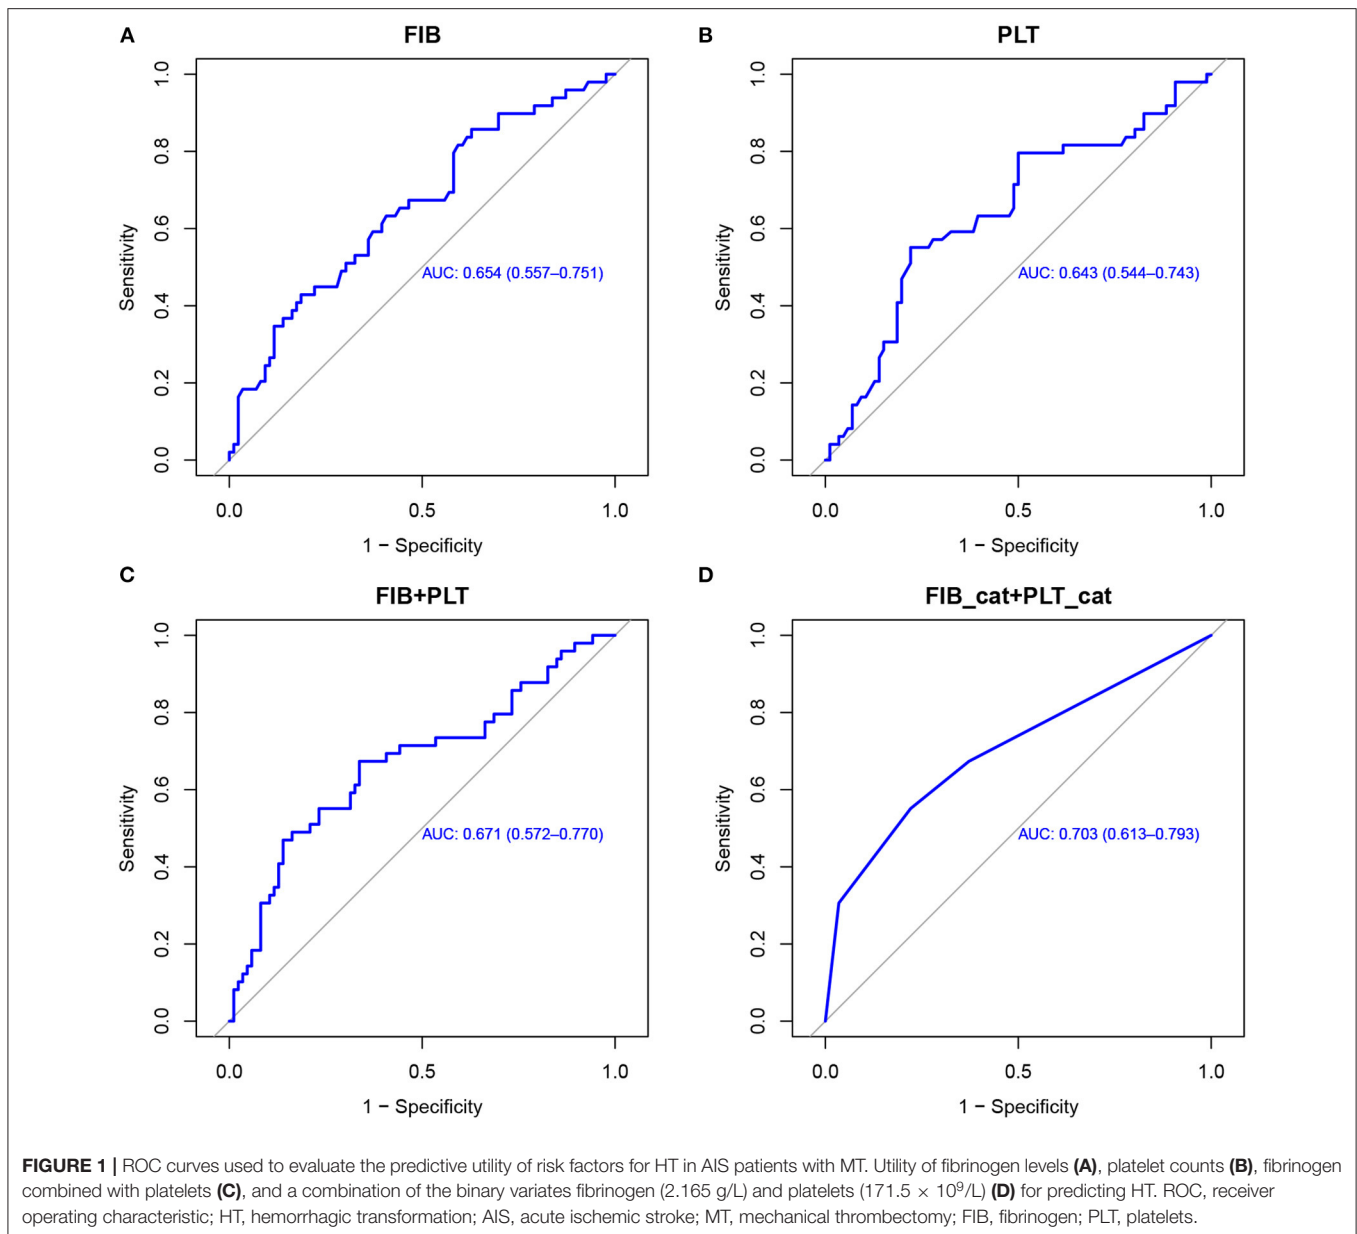 A
FIB
1.0
0.8
0.6
0.4
0.2
0.0
Sensitivity
AUC: 0.654 (0.557–0.751)
0.0 0.5 1.0
1 − Specificity
B
PLT
1.0
0.8
0.6
0.4
0.2
0.0
Sensitivity
AUC: 0.643 (0.544–0.743)
0.0 0.5 1.0
1 − Specificity
C
FIB+PLT
1.0
0.8
0.6
0.4
0.2
0.0
Sensitivity
AUC: 0.671 (0.572–0.770)
0.0 0.5 1.0
1 − Specificity
D
FIB_cat+PLT_cat
1.0
0.8
0.6
0.4
0.2
0.0
Sensitivity
AUC: 0.703 (0.613–0.793)
0.0 0.5 1.0
1 − Specificity
FIGURE 1 | ROC curves used to evaluate the predictive utility of risk factors for HT in AIS patients with MT. Utility of fibrinogen levels (A), platelet counts (B), fibrinogen
combined with platelets (C), and a combination of the binary variates fibrinogen (2.165 g/L) and platelets (171.5 × 10⁹/L) (D) for predicting HT. ROC, receiver
operating characteristic; HT, hemorrhagic transformation; AIS, acute ischemic stroke; MT, mechanical thrombectomy; FIB, fibrinogen; PLT, platelets.